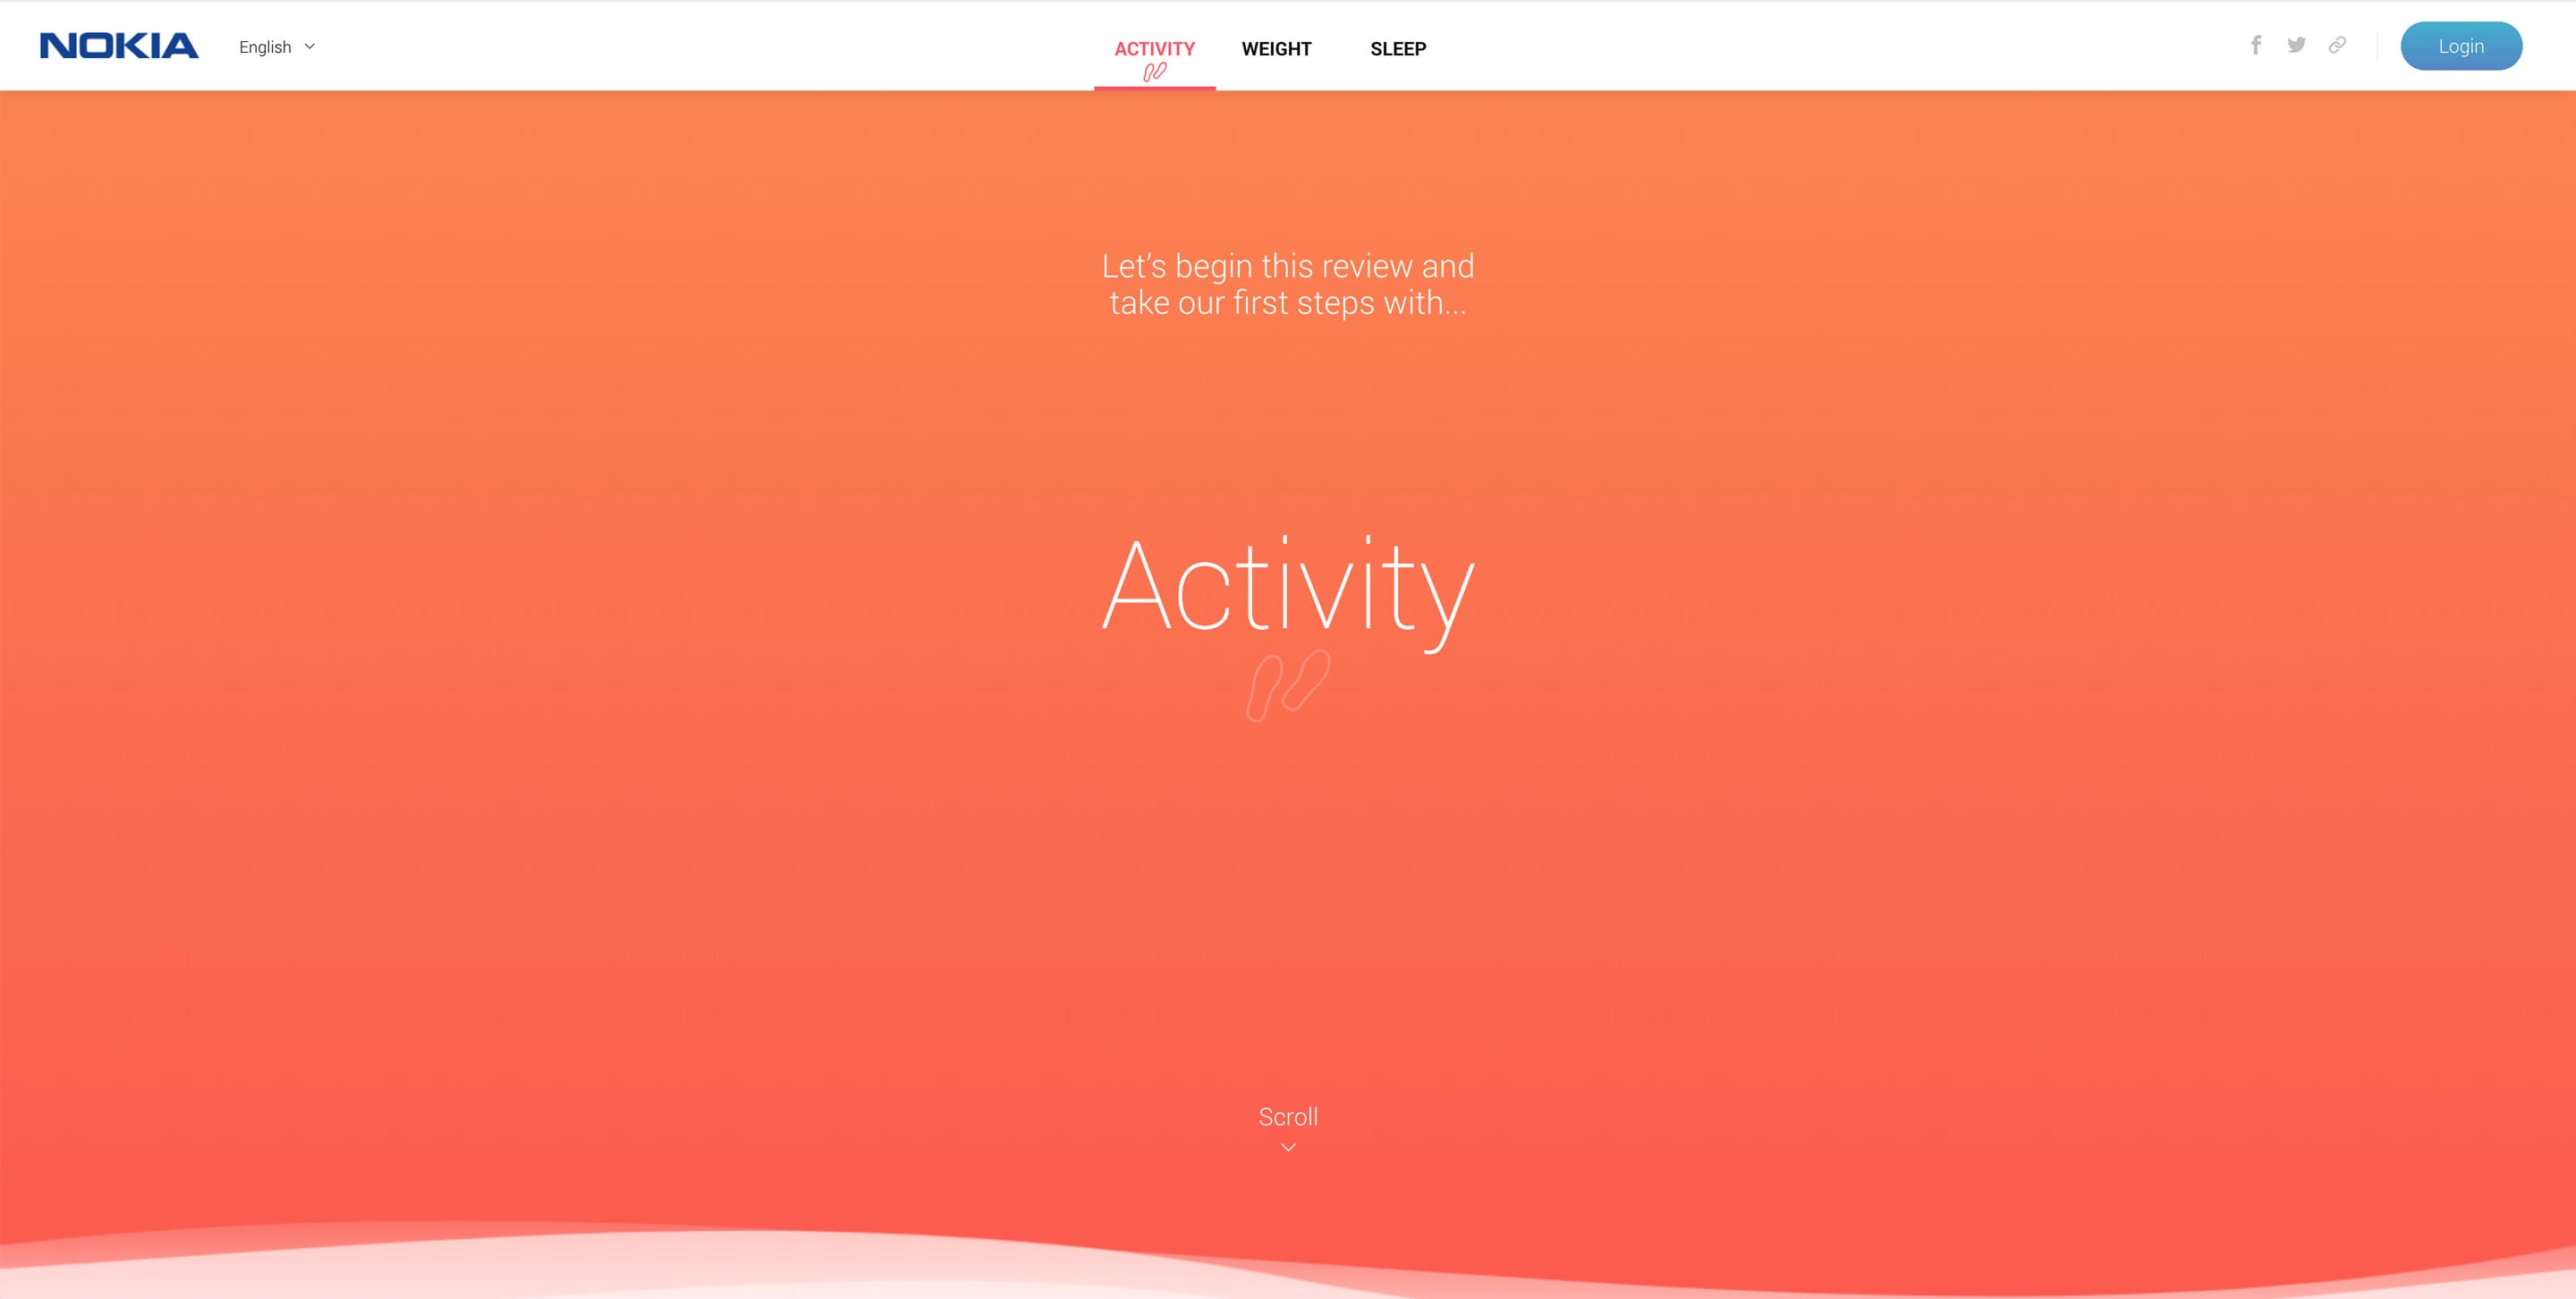 NOKIA
English
ACTIVITY
WEIGHT
SLEEP
Login
Let's begin this review and
take our first steps with...
Activity
Scroll